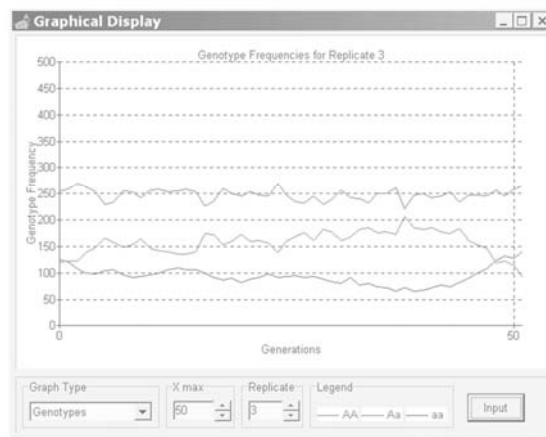 Graphical Display
Genotype Frequencies for Replicate 3
500
450
400
350
300
250
200
150
100
50
0
Genotype Frequency
0
50
Generations
Graph Type
Genotypes
X max
50
Replicate
3
Legend
AA Aa aa
Input